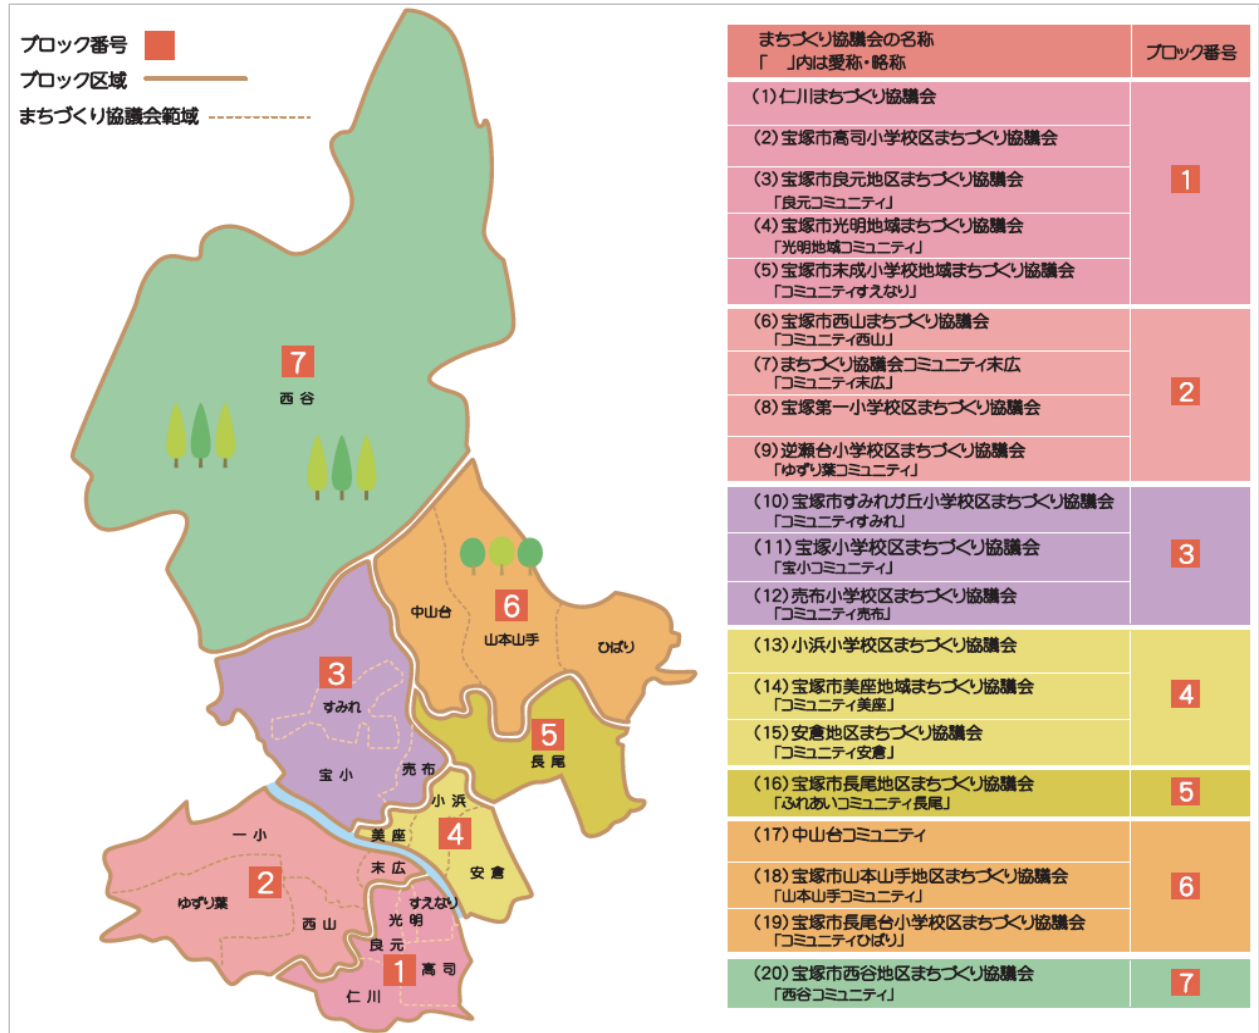 ブロック番号
ブロック区域
まちづくり協議会範域
7
西谷
6
中山台
山本山手
ひばり
3
すみれ
宝小
売布
5
長尾
小浜
美座
4
安倉
一小
末広
2
ゆずり葉
西山
すえなり
光明
良元
1
高司
仁川
まちづくり協議会の名称
「　」内は愛称・略称
ブロック番号
(1)仁川まちづくり協議会
(2)宝塚市高司小学校区まちづくり協議会
(3)宝塚市良元地区まちづくり協議会
「良元コミュニティ」
(4)宝塚市光明地域まちづくり協議会
「光明地域コミュニティ」
(5)宝塚市末成小学校地域まちづくり協議会
「コミュニティすえなり」
1
(6)宝塚市西山まちづくり協議会
「コミュニティ西山」
(7)まちづくり協議会コミュニティ末広
「コミュニティ末広」
(8)宝塚第一小学校区まちづくり協議会
(9)逆瀬台小学校区まちづくり協議会
「ゆずり葉コミュニティ」
2
(10)宝塚市すみれガ丘小学校区まちづくり協議会
「コミュニティすみれ」
(11)宝塚小学校区まちづくり協議会
「宝小コミュニティ」
(12)売布小学校区まちづくり協議会
「コミュニティ売布」
3
(13)小浜小学校区まちづくり協議会
(14)宝塚市美座地域まちづくり協議会
「コミュニティ美座」
(15)安倉地区まちづくり協議会
「コミュニティ安倉」
4
(16)宝塚市長尾地区まちづくり協議会
「ふれあいコミュニティ長尾」
5
(17)中山台コミュニティ
(18)宝塚市山本山手地区まちづくり協議会
「山本山手コミュニティ」
(19)宝塚市長尾台小学校区まちづくり協議会
「コミュニティひばり」
6
(20)宝塚市西谷地区まちづくり協議会
「西谷コミュニティ」
7